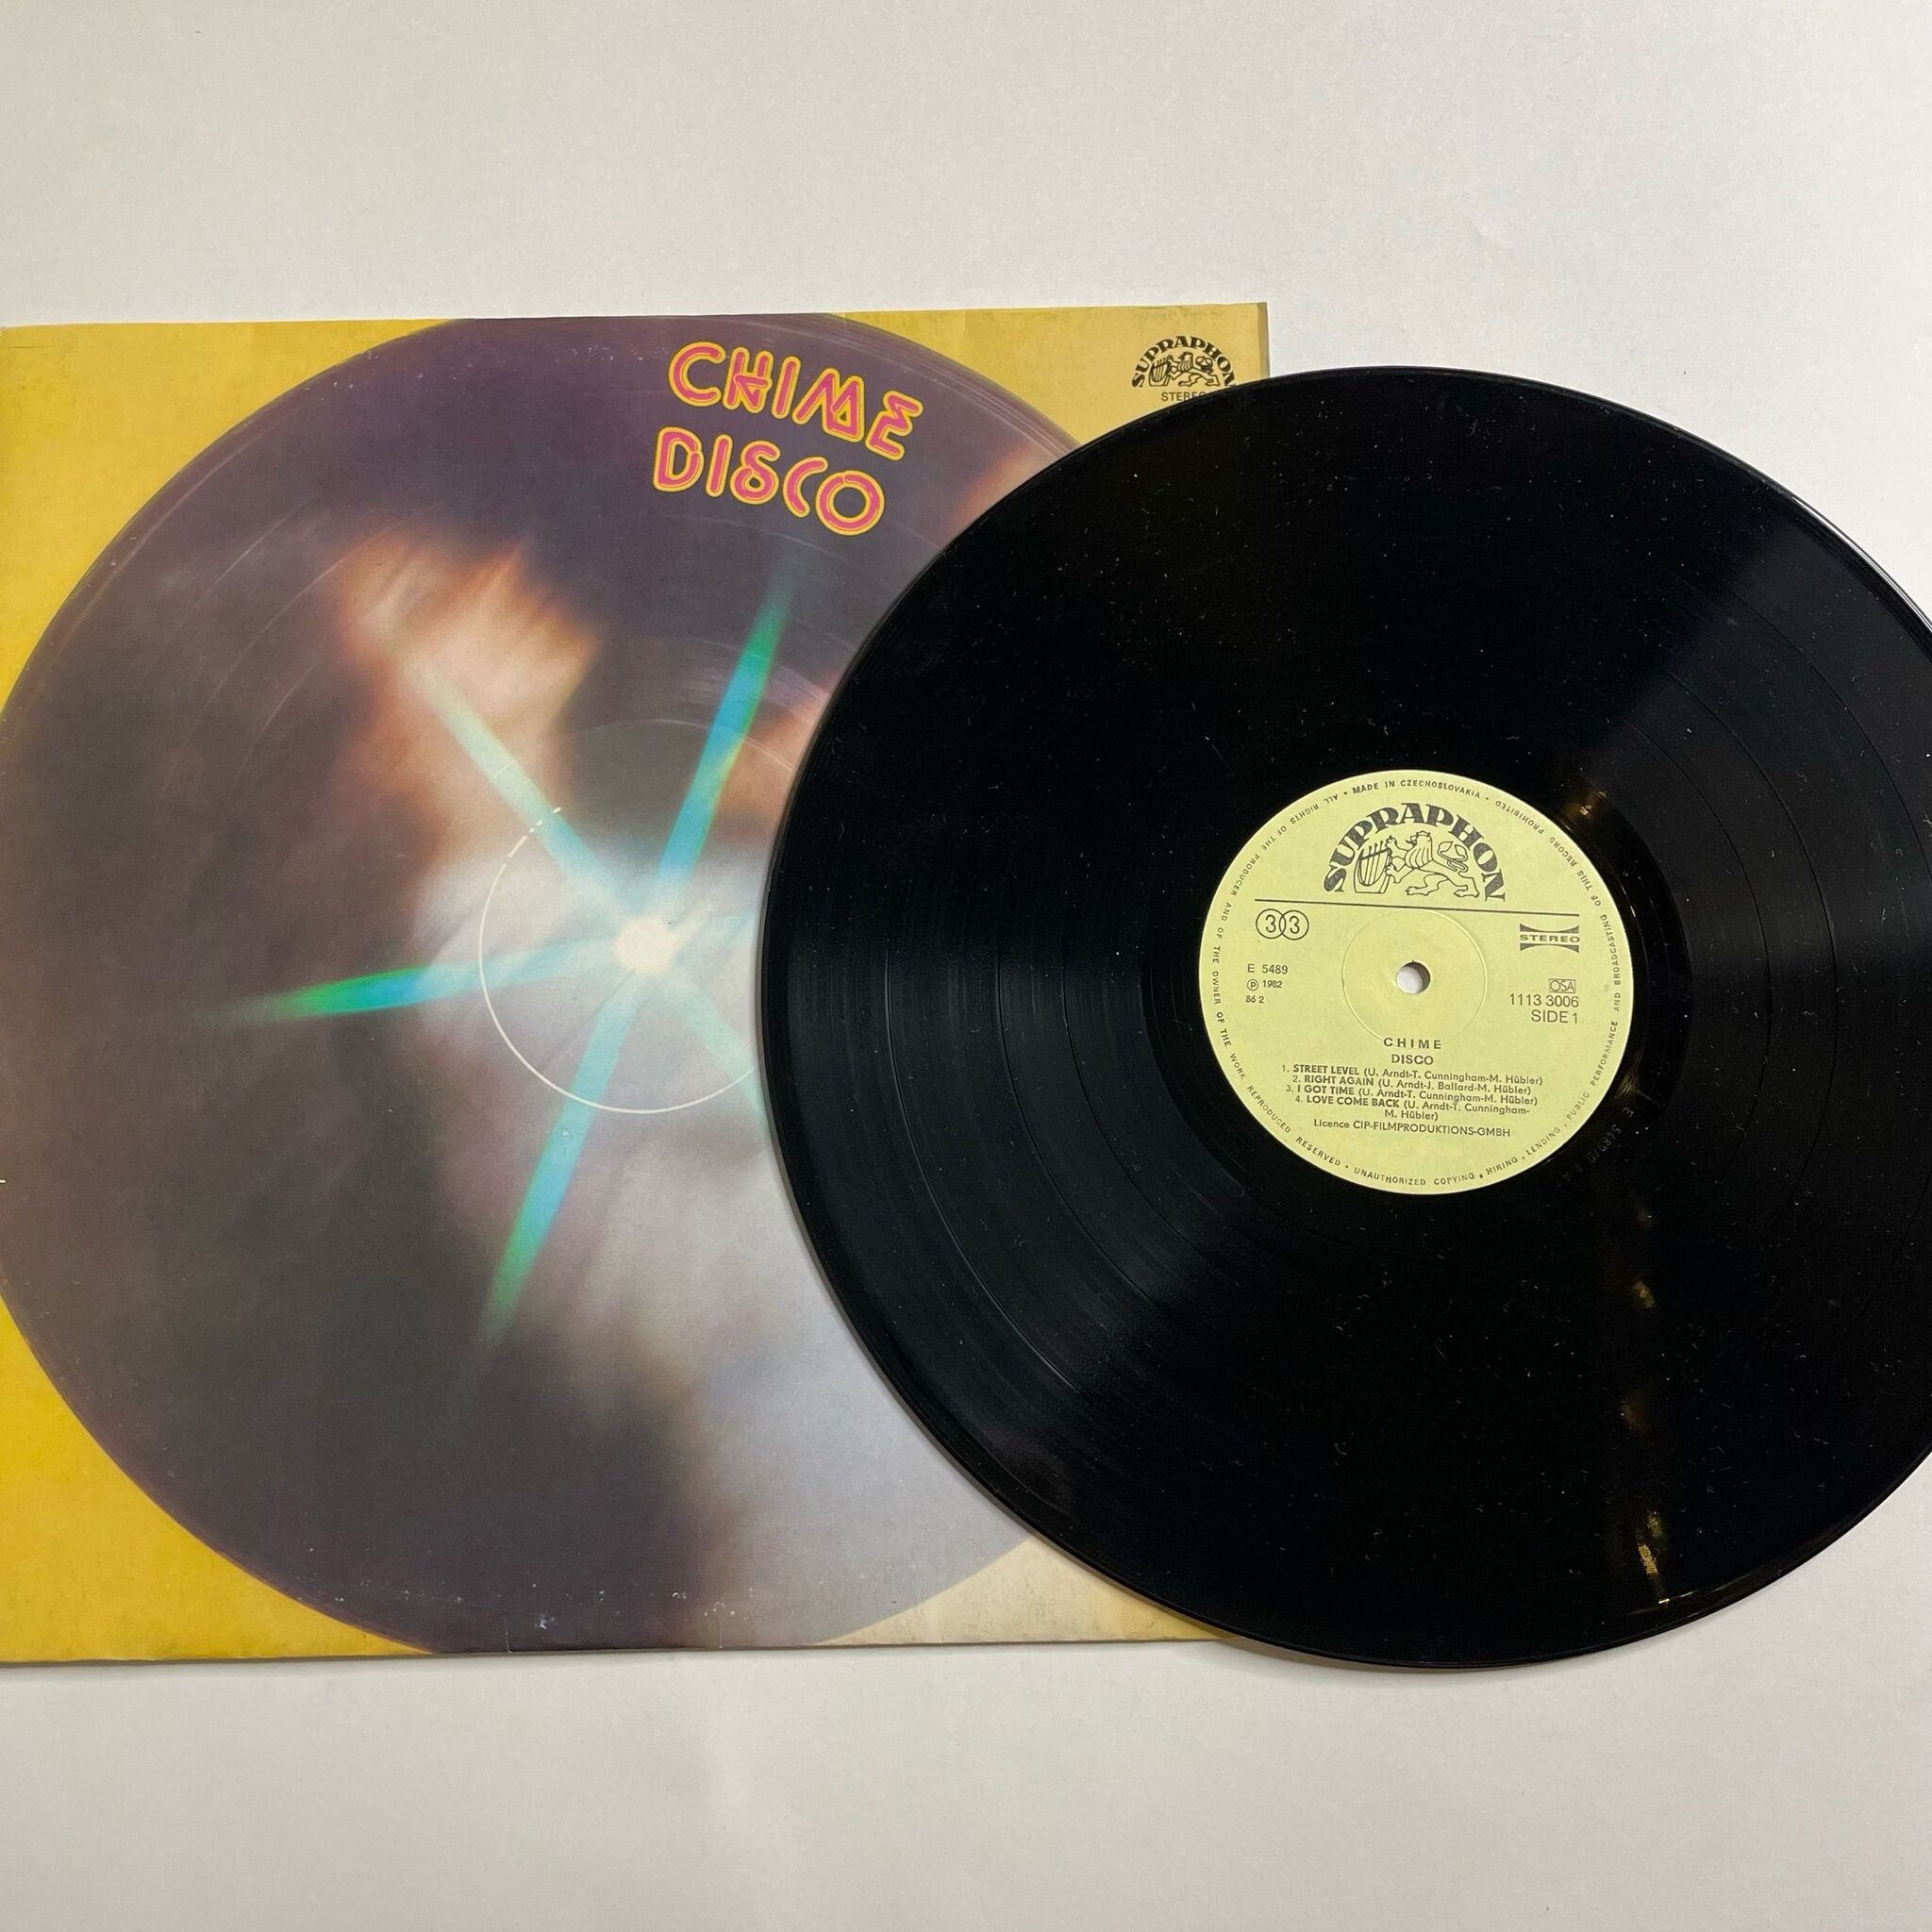 CHIME
DISCO
SUPRAPHON
STEREO
ALL RIGHTS OF THE PRODUCER AND OF THE OWNER OF THE WORK REPRODUCED RESERVED • UNAUTHORIZED COPYING, HIRING, LENDING, PUBLIC PERFORMANCE AND BROADCASTING OF THIS RECORD PROHIBITED • MADE IN CZECHOSLOVAKIA •
SUPRAPHON
33
STEREO
E 5489
℗ 1982
86 2
OSA
1113 3006
SIDE 1
CHIME
DISCO
1. STREET LEVEL (U. Arndt-T. Cunningham-M. Hübler)
2. RIGHT AGAIN (U. Arndt-J. Ballard-M. Hübler)
3. I GOT TIME (U. Arndt-T. Cunningham-M. Hübler)
4. LOVE COME BACK (U. Arndt-T. Cunningham-
M. Hübler)
Licence CIP-FILMPRODUKTIONS-GMBH